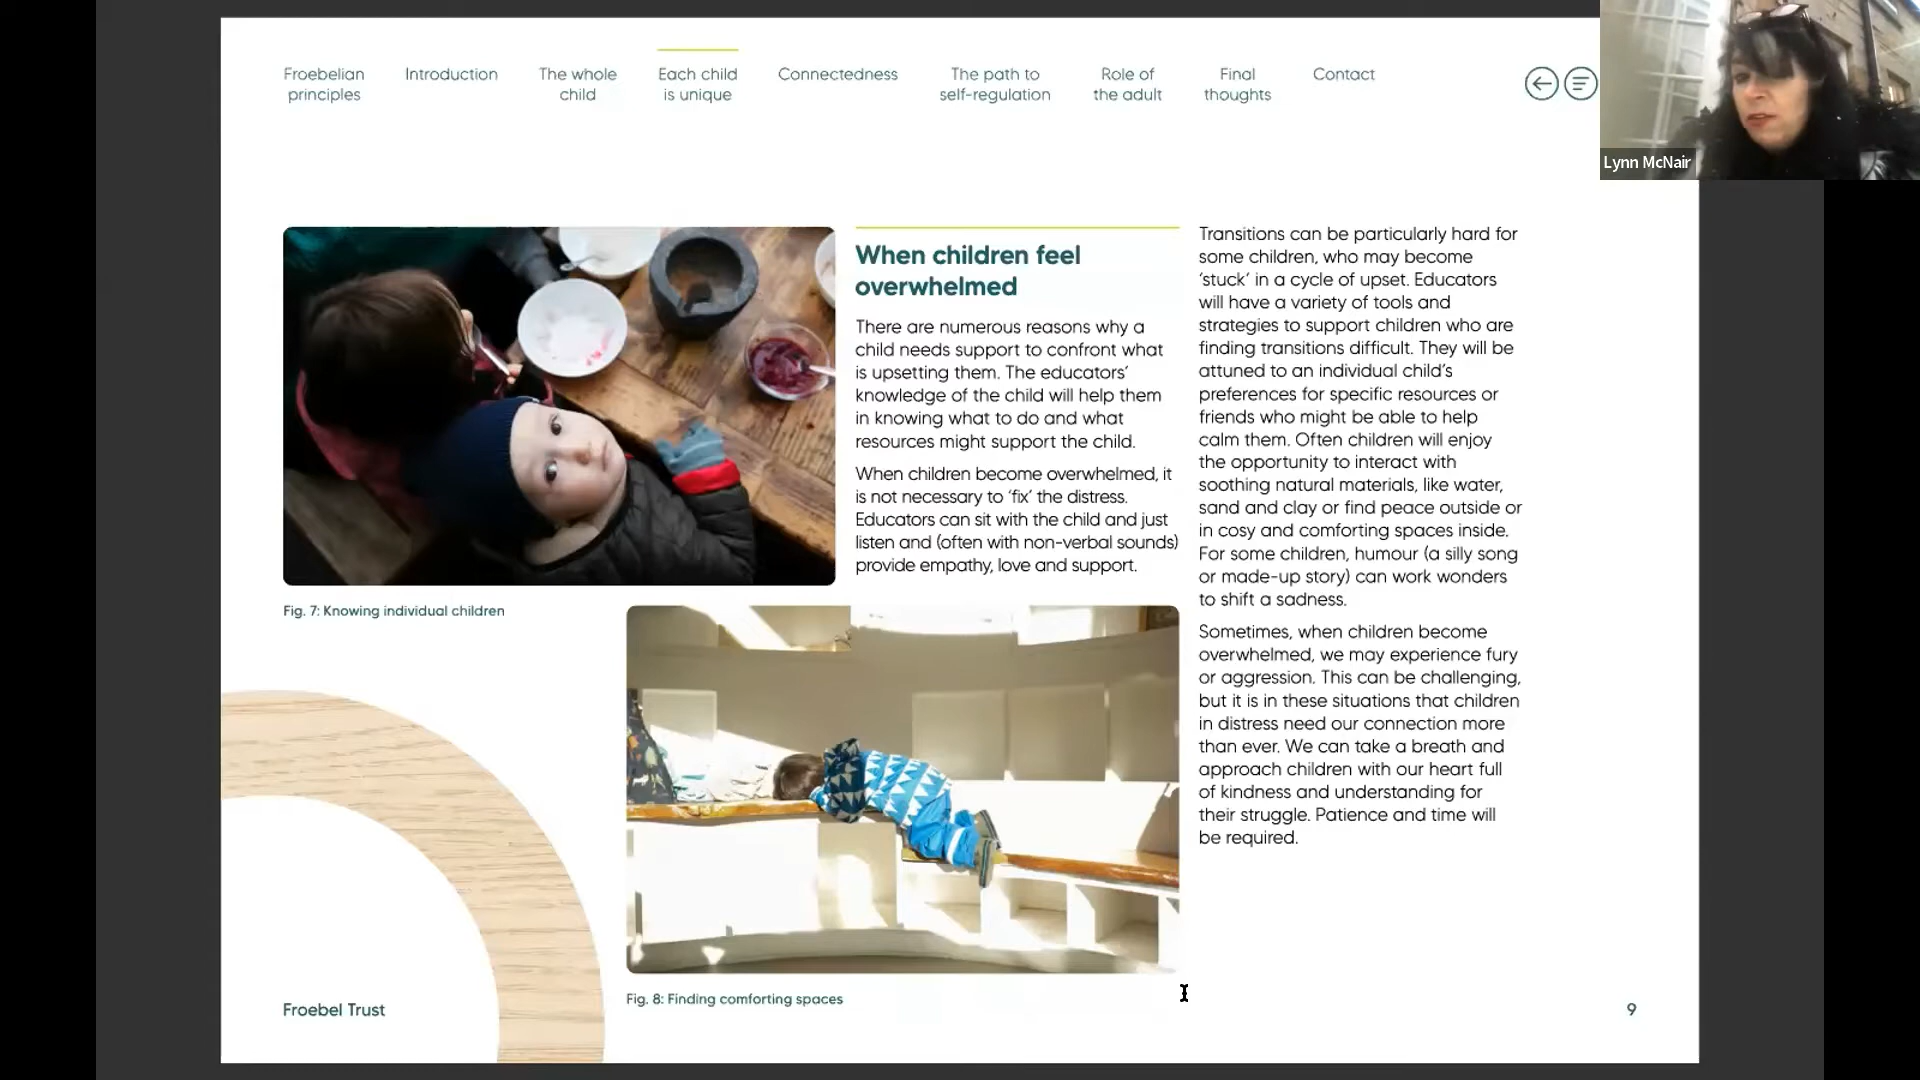 Froebelian
principles
Introduction
The whole
child
Each child
is unique
Connectedness
The path to
self-regulation
Role of
the adult
Final
thoughts
Contact
Lynn McNair
When children feel
overwhelmed
There are numerous reasons why a
child needs support to confront what
is upsetting them. The educators’
knowledge of the child will help them
in knowing what to do and what
resources might support the child.
When children become overwhelmed, it
is not necessary to ‘fix’ the distress.
Educators can sit with the child and just
listen and (often with non-verbal sounds)
provide empathy, love and support.
Fig. 7: Knowing individual children
Fig. 8: Finding comforting spaces
Transitions can be particularly hard for
some children, who may become
‘stuck’ in a cycle of upset. Educators
will have a variety of tools and
strategies to support children who are
finding transitions difficult. They will be
attuned to an individual child’s
preferences for specific resources or
friends who might be able to help
calm them. Often children will enjoy
the opportunity to interact with
soothing natural materials, like water,
sand and clay or find peace outside or
in cosy and comforting spaces inside.
For some children, humour (a silly song
or made-up story) can work wonders
to shift a sadness.
Sometimes, when children become
overwhelmed, we may experience fury
or aggression. This can be challenging,
but it is in these situations that children
in distress need our connection more
than ever. We can take a breath and
approach children with our heart full
of kindness and understanding for
their struggle. Patience and time will
be required.
Froebel Trust
9